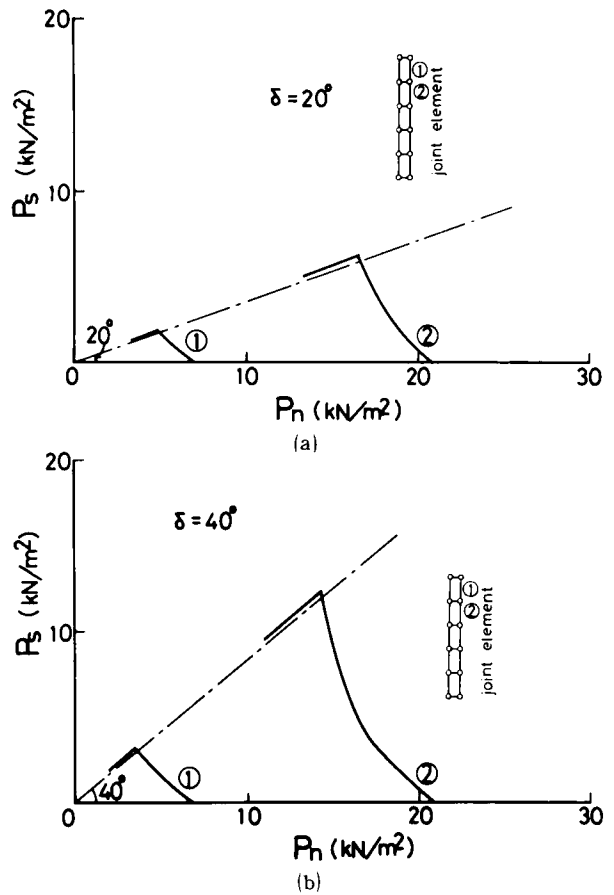 20
δ = 20°
①
②
joint element
Ps (kN/m²)
10
20°
①
②
0
10
20
30
Pn (kN/m²)
(a)
20
δ = 40°
①
②
joint element
Ps (kN/m²)
10
40°
①
②
0
10
20
30
Pn (kN/m²)
(b)